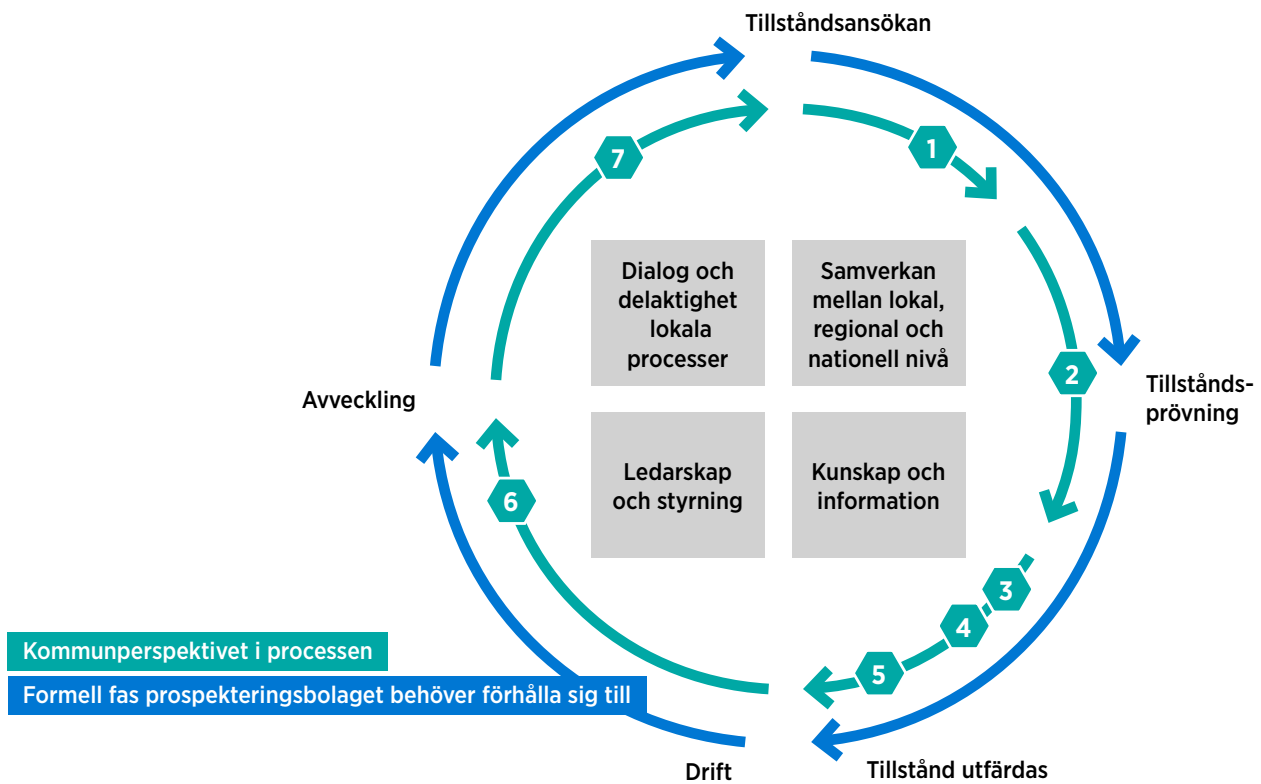 Tillståndsansökan
1
7
Dialog och
delaktighet
lokala
processer
Samverkan
mellan lokal,
regional och
nationell nivå
2
Tillstånds-
prövning
Avveckling
Ledarskap
och styrning
Kunskap och
information
6
3
4
5
Kommunperspektivet i processen
Formell fas prospekteringsbolaget behöver förhålla sig till
Drift
Tillstånd utfärdas